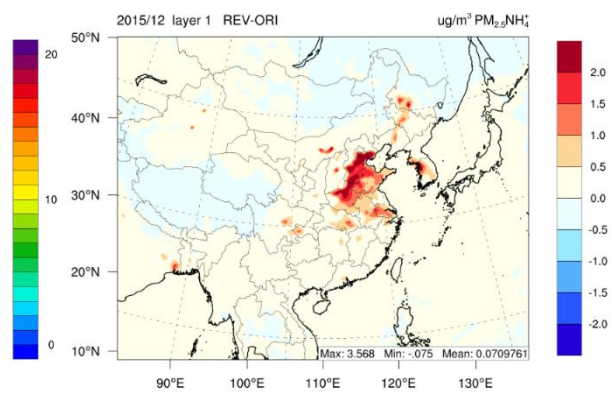 2015/12 layer 1 REV-ORI ug/m³ PM₂.₅NH₄⁺
50°N
40°N
30°N
20°N
10°N
90°E 100°E 110°E 120°E 130°E
Max: 3.568 Min: -.075 Mean: 0.0709761
20
10
0
2.0
1.5
1.0
0.5
0.0
-0.5
-1.0
-1.5
-2.0